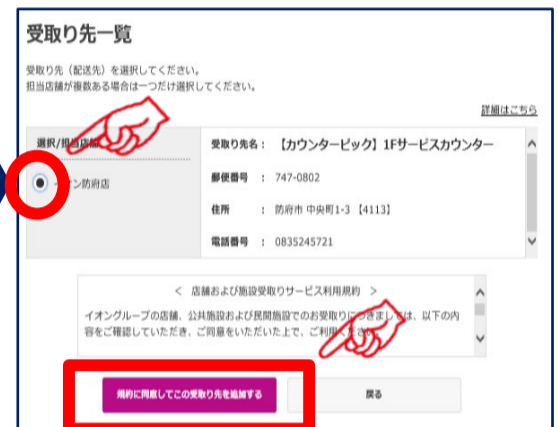 受取り先一覧
受取り先（配送先）を選択してください。
担当店舗が複数ある場合は一つだけ選択してください。
詳細はこちら
選択/担当店舗
イオン防府店
受取り先名： 【カウンターピック】1Fサービスカウンター
郵便番号 ： 747-0802
住所 ： 防府市 中央町1-3 【4113】
電話番号 ： 0835245721
＜ 店舗および施設受取りサービス利用規約 ＞
イオングループの店舗、公共施設および民間施設でのお受取りにつきましては、以下の内
容をご確認していただき、ご同意をいただいた上で、ご利用ください。
規約に同意してこの受取り先を追加する
戻る